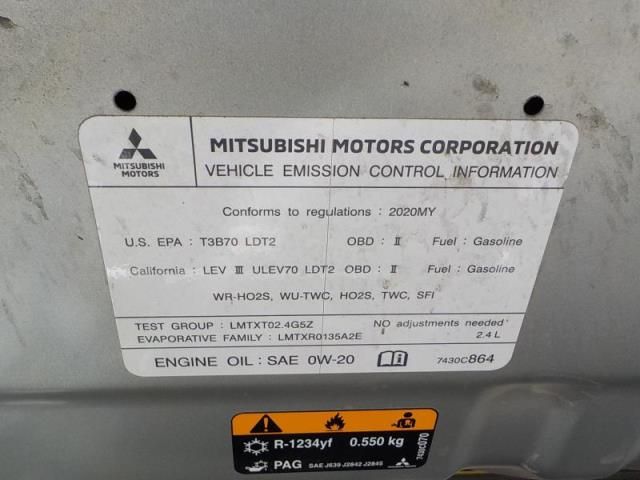 MITSUBISHI MOTORS
MITSUBISHI MOTORS CORPORATION
VEHICLE EMISSION CONTROL INFORMATION
Conforms to regulations : 2020MY
U.S. EPA : T3B70 LDT2 OBD : II Fuel : Gasoline
California : LEV III ULEV70 LDT2 OBD : II Fuel : Gasoline
WR-HO2S, WU-TWC, HO2S, TWC, SFI
TEST GROUP : LMTXT02.4G5Z NO adjustments needed
EVAPORATIVE FAMILY : LMTXR0135A2E 2.4 L
ENGINE OIL : SAE 0W-20 7430C864
R-1234yf 0.550 kg
PAG SAE J639 J2842 J2845
7430C070